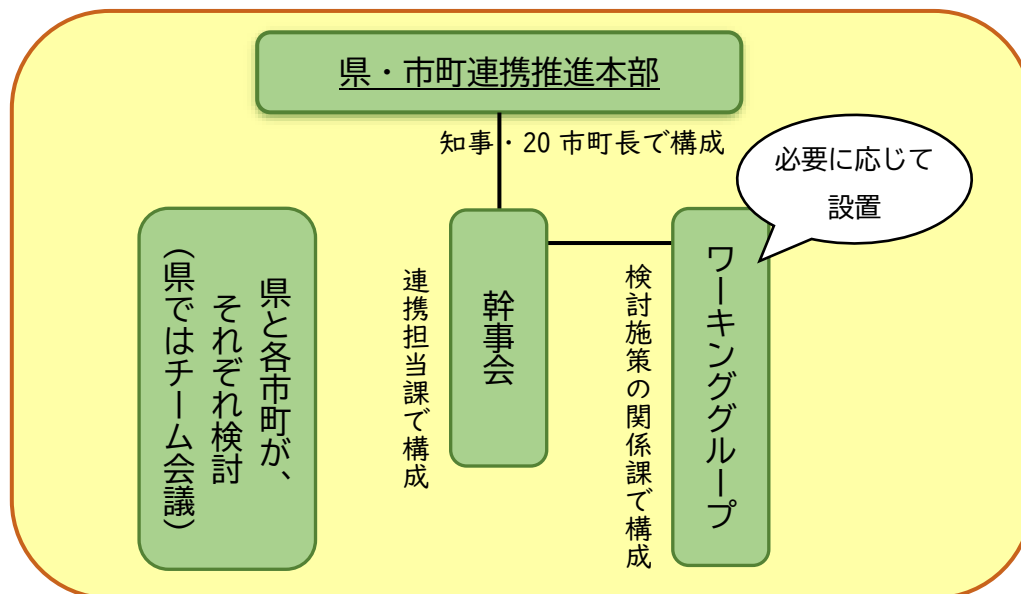 県・市町連携推進本部
知事・20市町長で構成
必要に応じて
設置
県と各市町が、
それぞれ検討
（県ではチーム会議）
幹事会
連携担当課で構成
ワーキンググループ
検討施策の関係課で構成